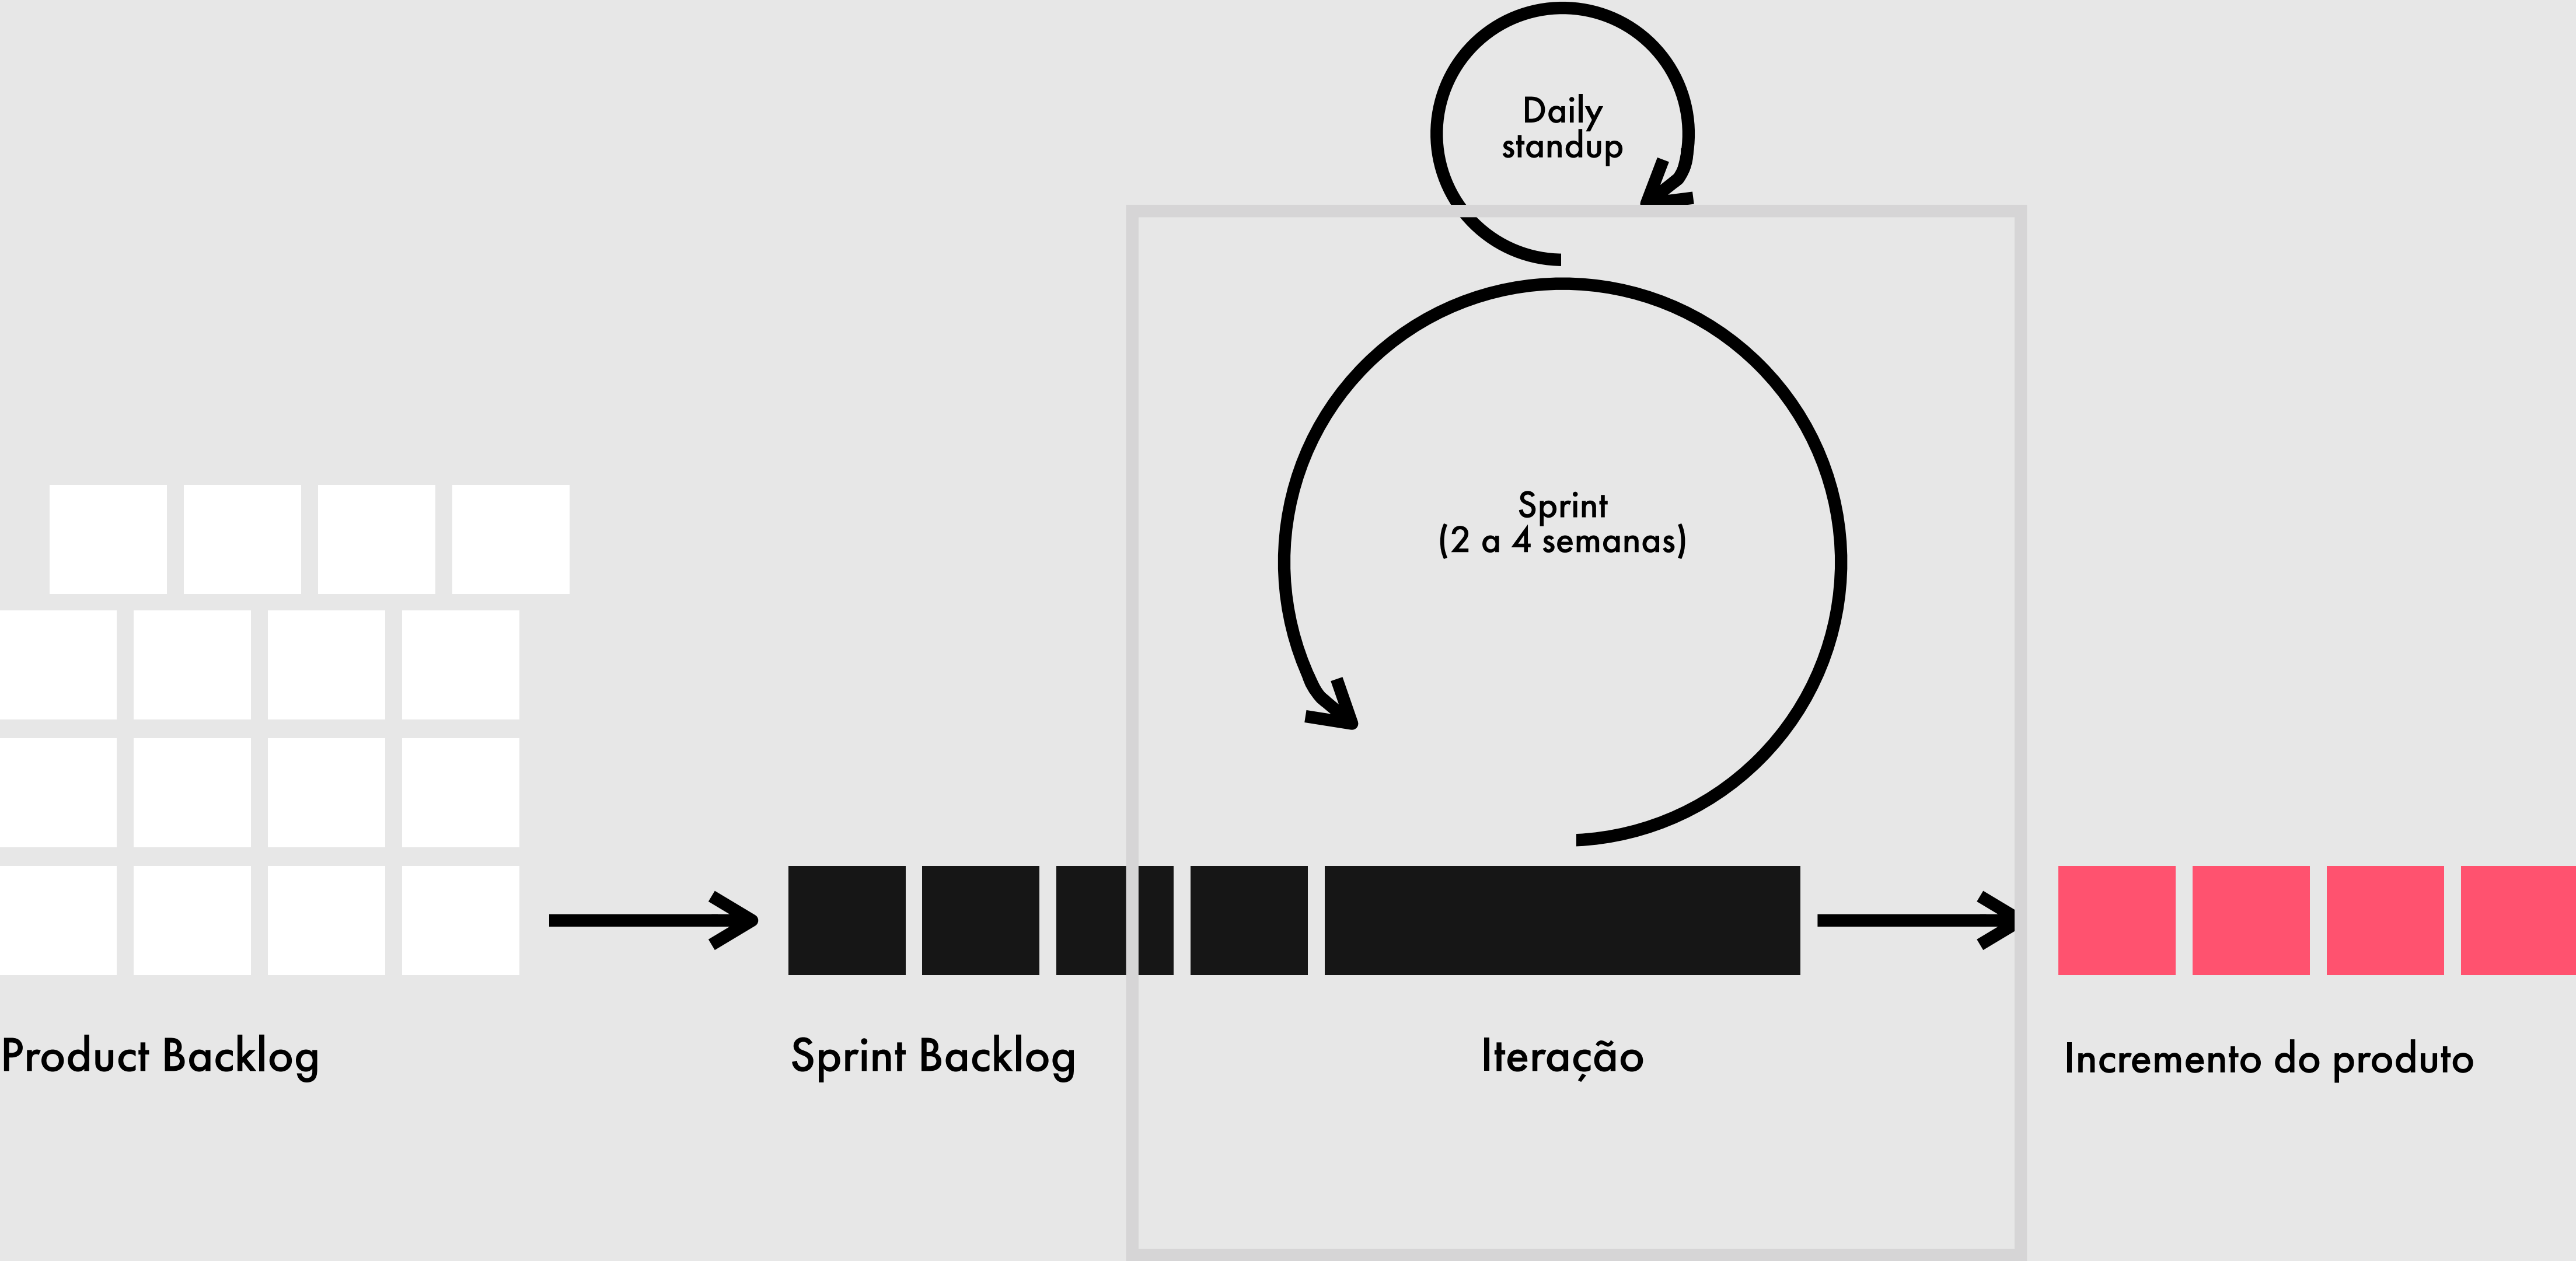 Daily
standup
Sprint
(2 a 4 semanas)
Product Backlog
Sprint Backlog
Iteração
Incremento do produto